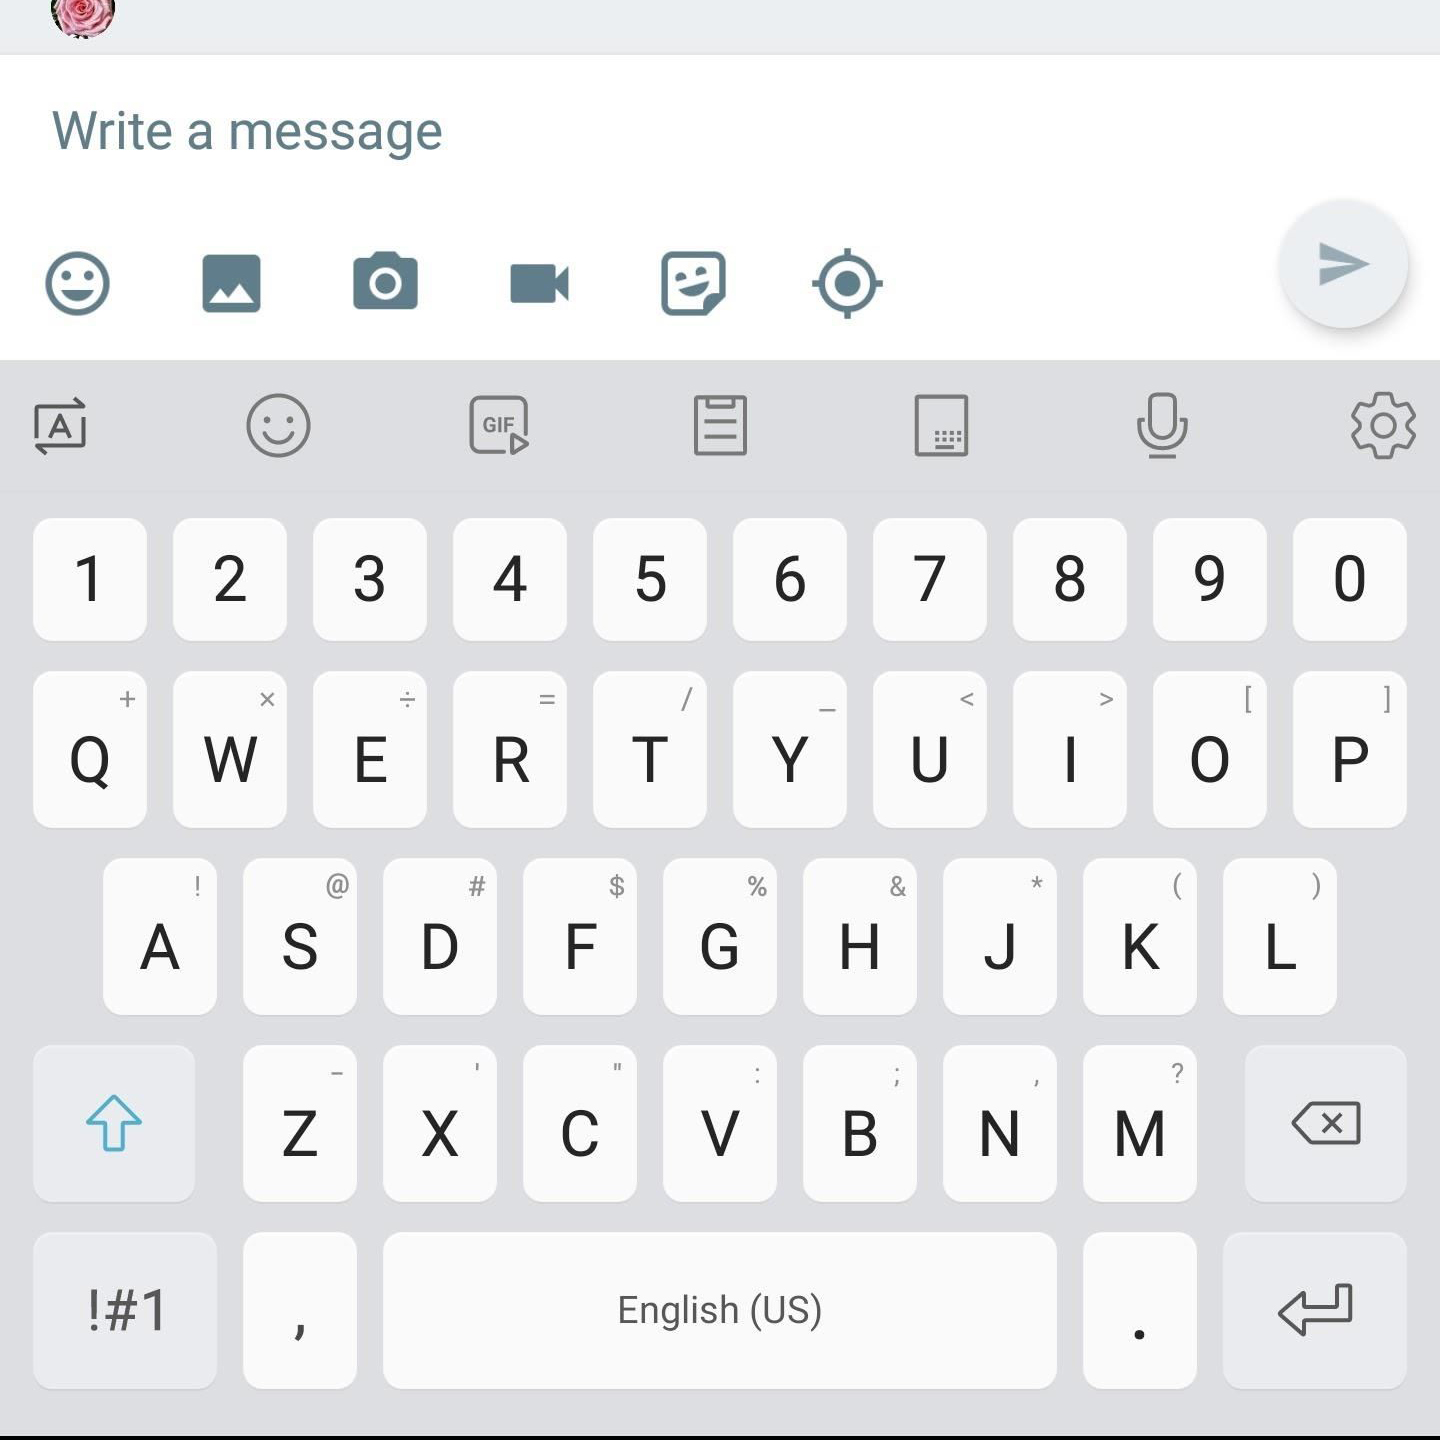 Write a message
A GIF
1 2 3 4 5 6 7 8 9 0
+ × ÷ = / _ < > [ ]
Q W E R T Y U I O P
! @ # $ % & * ( )
A S D F G H J K L
- ' " : ; , ?
Z X C V B N M
!#1 , English (US) .